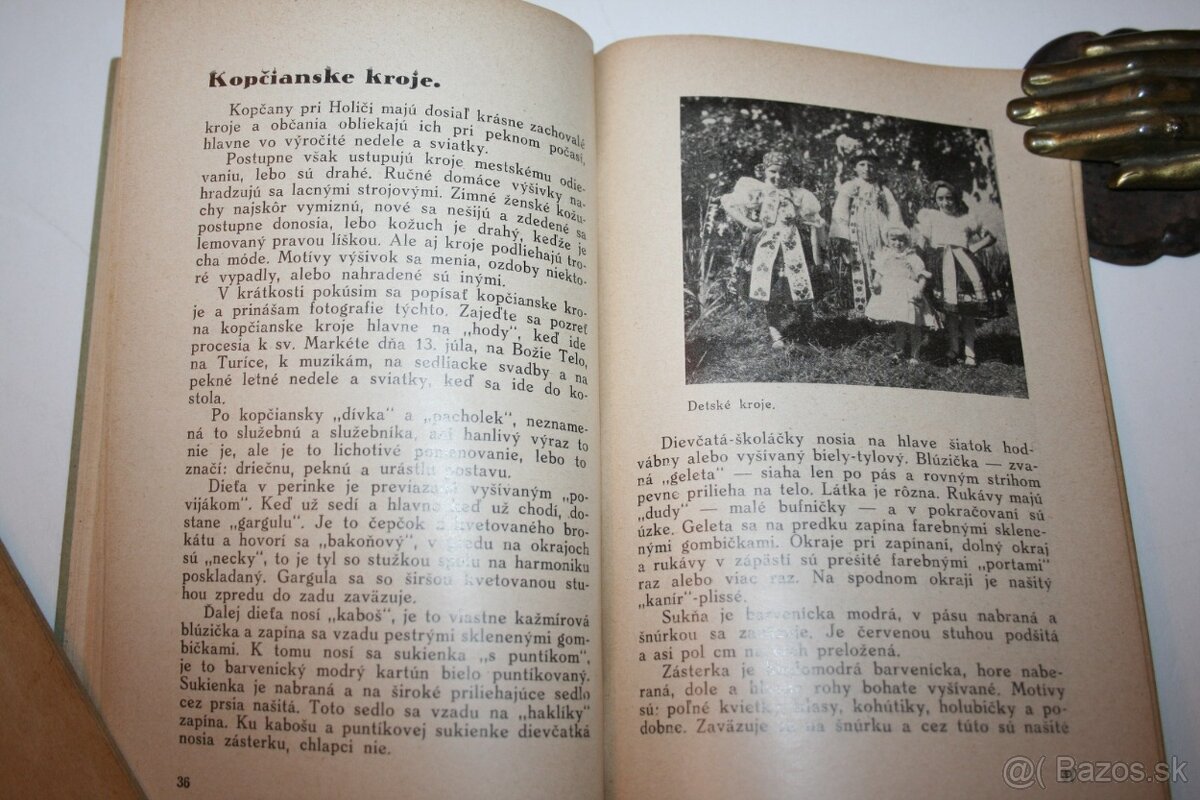 Kopčianske kroje.
Kopčany pri Holiči majú dosiaľ krásne zachovalé
kroje a občania obliekajú ich pri peknom počasí,
hlavne vo výročité nedele a sviatky.
Postupne však ustupujú kroje mestskému odie-
vaniu, lebo sú drahé. Ručné domáce výšivky na-
hradzujú sa lacnými strojovými. Zimné ženské kožu-
chy najskôr vymiznú, nové sa nešijú a zdedené sa
postupne donosia, lebo kožuch je drahý, keďže je
lemovaný pravou líškou. Ale aj kroje podliehajú tro-
cha móde. Motívy výšivok sa menia, ozdoby niekto-
ré vypadly, alebo nahradené sú inými.
V krátkosti pokúsim sa popísať kopčianske kro-
je a prinášam fotografie týchto. Zajeďte sa pozreť
na kopčianske kroje hlavne na „hody", keď ide
procesia k sv. Markéte dňa 13. júla, na Božie Telo,
na Turíce, k muzikám, na sedliacke svadby a na
pekné letné nedele a sviatky, keď sa ide do ko-
stola.
Po kopčiansky „dívka" a „pacholek", nezname-
ná to služebnú a služebníka, ani hanlivý výraz to
nie je, ale je to lichotivé pomenovanie, lebo to
značí: driečnu, peknú a urástlu postavu.
Dieťa v perinke je previazané vyšívaným „po-
vijákom". Keď už sedí a hlavne keď už chodí, do-
stane „gargulu". Je to čepčok z kvetovaného bro-
kátu a hovorí sa „bakoňový", v predu na okrajoch
sú „necky", to je tyl so stužkou spolu na harmoniku
poskladaný. Gargula sa so širšou kvetovanou stu-
hou zpredu do zadu zaväzuje.
Ďalej dieťa nosí „kaboš", je to vlastne kažmírová
blúzička a zapína sa vzadu pestrými sklenenými gom-
bičkami. K tomu nosí sa sukienka „s puntíkom",
je to barvenický modrý kartún bielo puntíkovaný.
Sukienka je nabraná a na široké priliehajúce sedlo
cez prsia našitá. Toto sedlo sa vzadu na „haklíky"
zapína. Ku kabošu a puntíkovej sukienke dievčatká
nosia zásterku, chlapci nie.
36
Detské kroje.
Dievčatá-školáčky nosia na hlave šiatok hod-
vábny alebo vyšívaný biely-tylový. Blúzička — zva-
ná „geleta" — siaha len po pás a rovným strihom
pevne prilieha na telo. Látka je rôzna. Rukávy majú
„dudy" — malé bufničky — a v pokračovaní sú
úzke. Geleta sa na predku zapína farebnými sklene-
nými gombičkami. Okraje pri zapínaní, dolný okraj
a rukávy v zápästí sú prešité farebnými „portami"
raz alebo viac raz. Na spodnom okraji je našitý
„kanír"-plissé.
Sukňa je barvenicka modrá, v pásu nabraná a
šnúrkou sa zaväzuje. Je červenou stuhou podšitá
a asi pol cm na preložená.
Zásterka je barvenicka, hore nabe-
raná, dole a rohy bohate vyšívané. Motívy
sú: poľné kvietky, klasy, kohútiky, holubičky a po-
dobne. Zaväzuje sa na šnúrku a cez túto sú našité
@( Bazos.sk